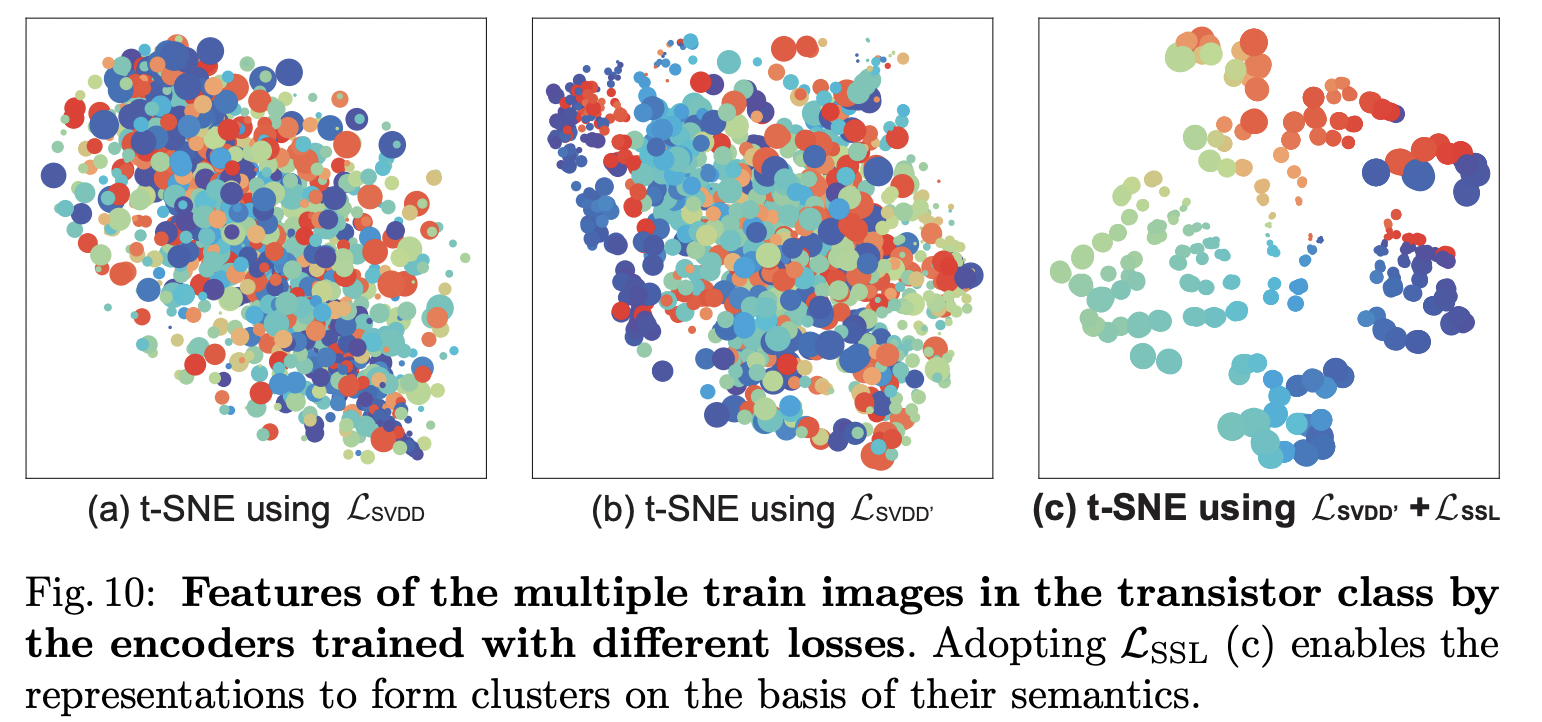 (a) t-SNE using ℒSVDD
(b) t-SNE using ℒSVDD'
(c) t-SNE using ℒSVDD' + ℒSSL
Fig. 10: Features of the multiple train images in the transistor class by
the encoders trained with different losses. Adopting ℒSSL (c) enables the
representations to form clusters on the basis of their semantics.